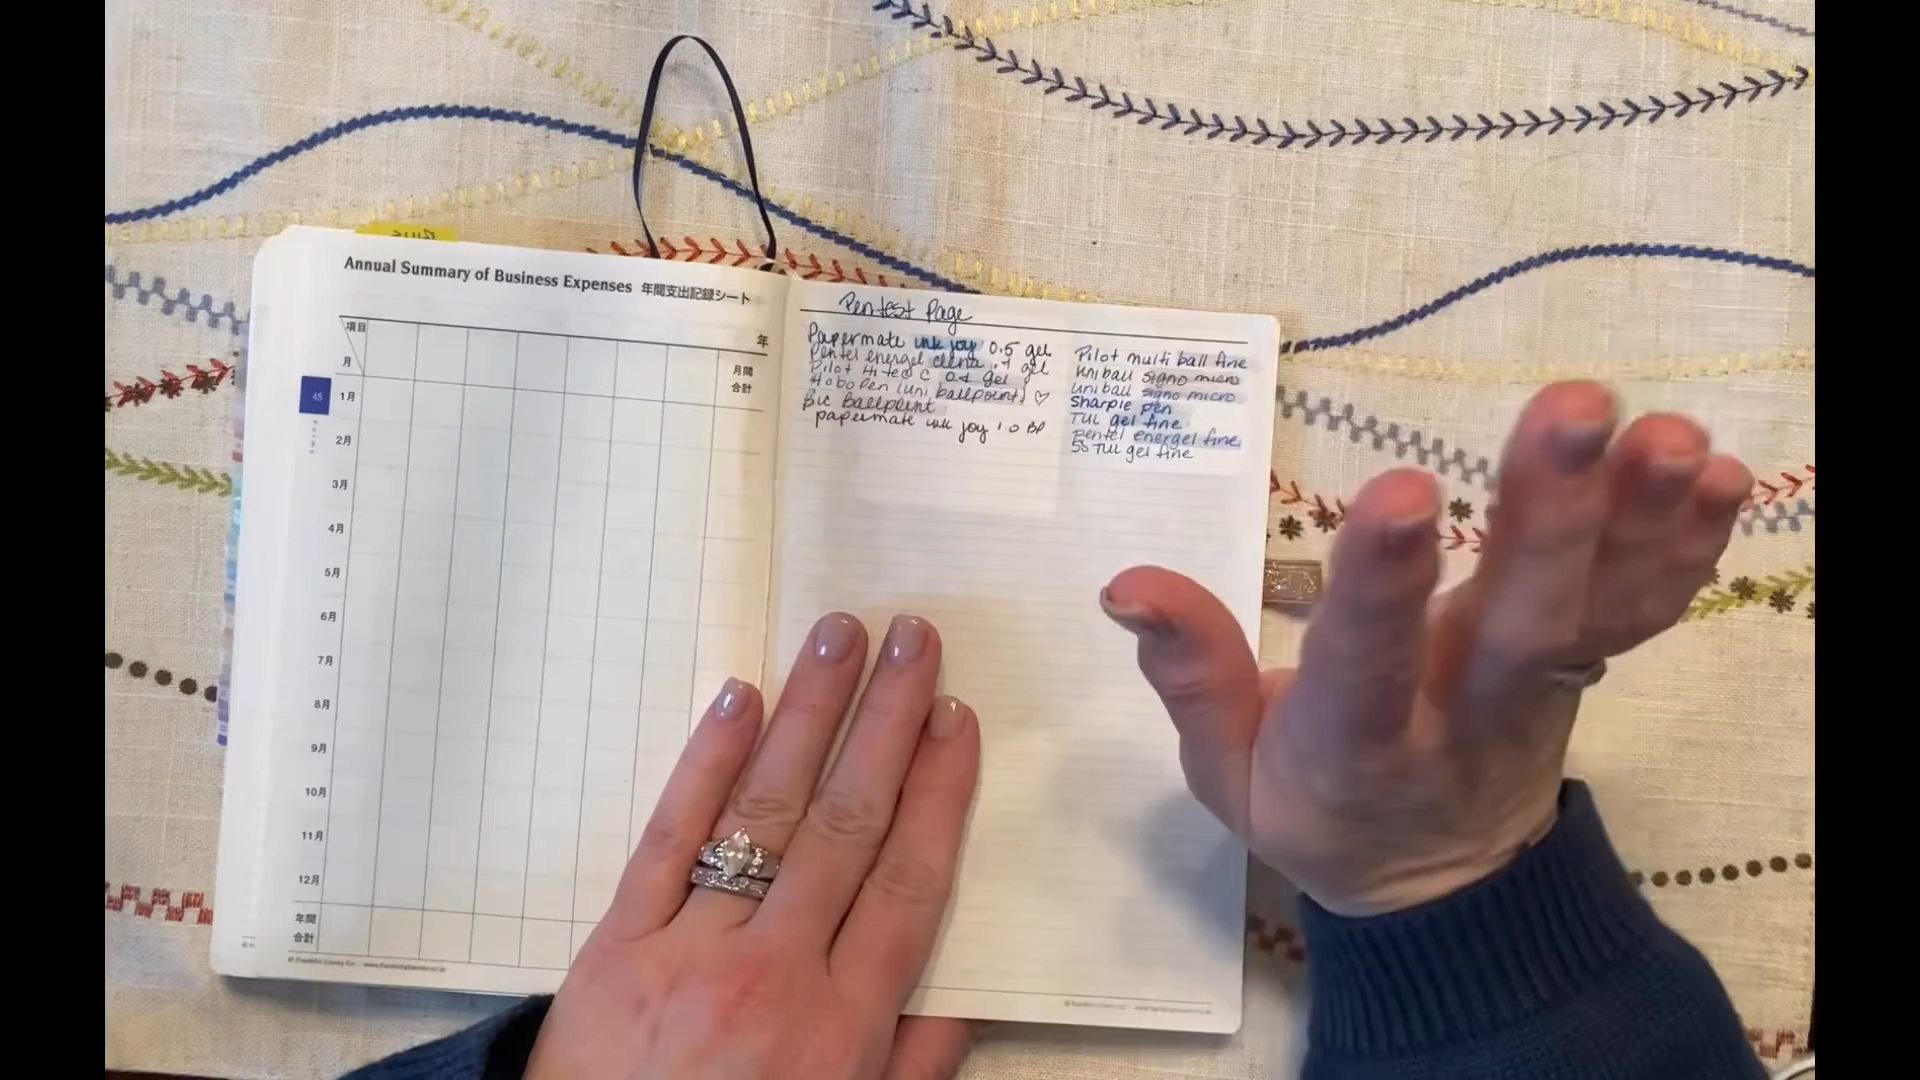 Annual Summary of Business Expenses 年間支出記録シート
年
項目
月
月間
合計
48
1月
2月
3月
4月
5月
6月
7月
8月
9月
10月
11月
12月
年間
合計
© Franklin Covey Co.
Pentest Page
Papermate ink joy 0.5 gel
Pentel energel clena .4 gel
Pilot Hitec C 0.4 gel
Hobo Pen (uni ballpoint) ♡
Bic Ballpoint
papermate ink joy 1.0 BP
Pilot multi ball fine
uniball signo micro
uniball signo micro
Sharpie pen
TUL gel fine
pentel energel fine
TUL gel fine